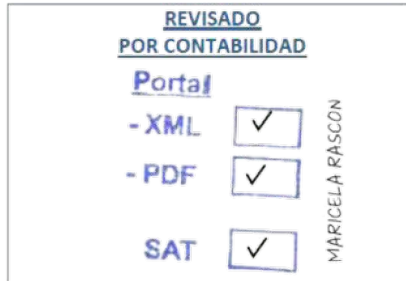 REVISADO
POR CONTABILIDAD
Portal
- XML ✓
- PDF ✓
SAT ✓
MARICELA RASCON